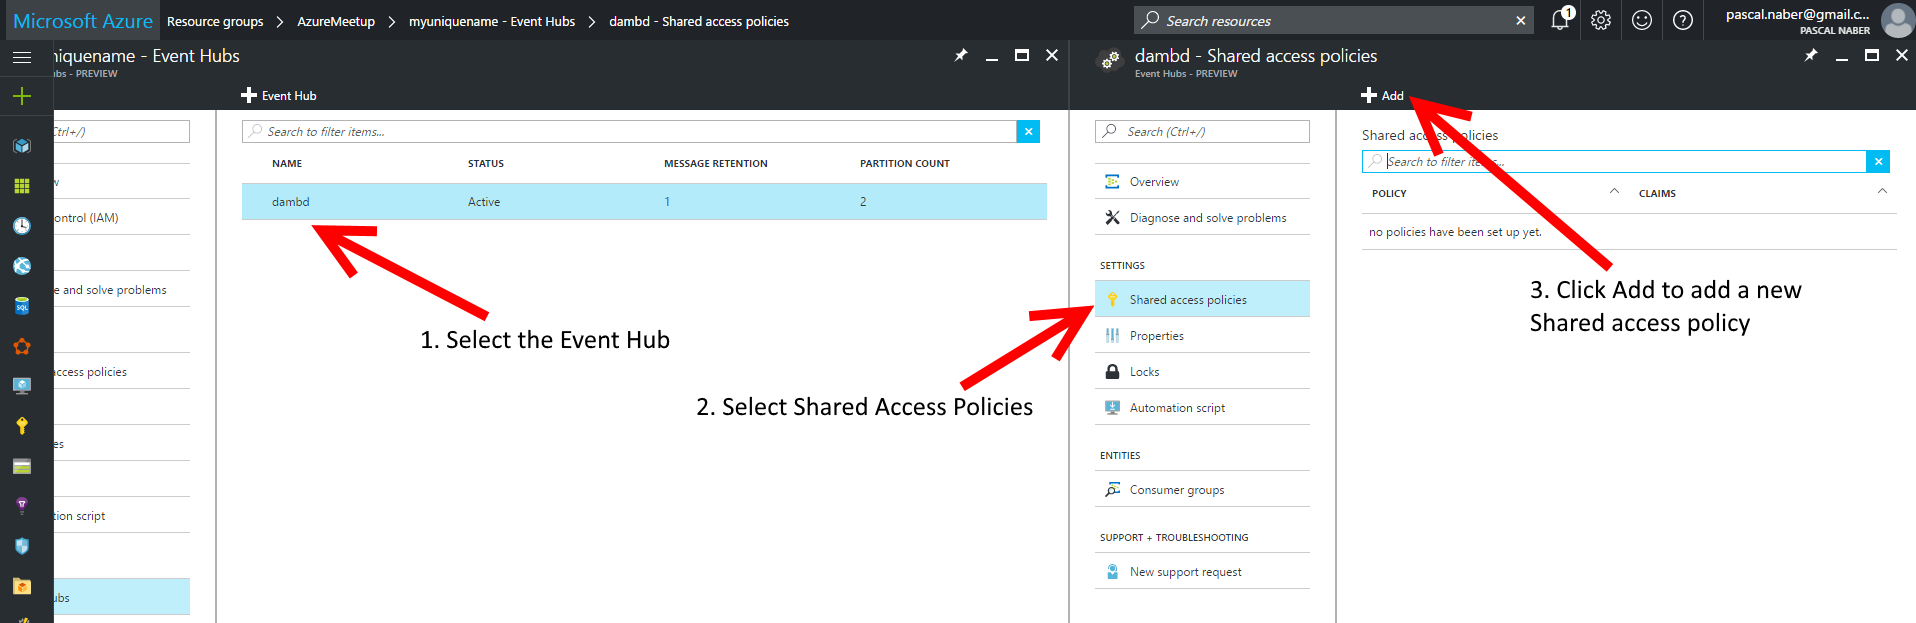 Microsoft Azure Resource groups > AzureMeetup > myuniquename - Event Hubs > dambd - Shared access policies
Search resources
1
pascal.naber@gmail.c...
PASCAL NABER
niquename - Event Hubs
ubs - PREVIEW
dambd - Shared access policies
Event Hubs - PREVIEW
Event Hub
Add
Ctrl+/)
w
ontrol (IAM)
e and solve problems
access policies
es
tion script
ubs
Search to filter items...
NAME STATUS MESSAGE RETENTION PARTITION COUNT
dambd Active 1 2
1. Select the Event Hub
2. Select Shared Access Policies
Search (Ctrl+/)
Overview
Diagnose and solve problems
SETTINGS
Shared access policies
Properties
Locks
Automation script
ENTITIES
Consumer groups
SUPPORT + TROUBLESHOOTING
New support request
Shared access policies
Search to filter items...
POLICY CLAIMS
no policies have been set up yet.
3. Click Add to add a new
Shared access policy
SQL